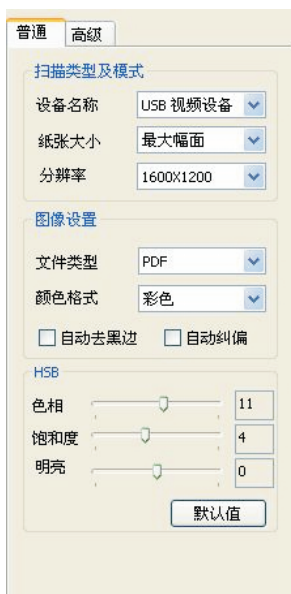 普通 高级
扫描类型及模式
设备名称 USB 视频设备
纸张大小 最大幅面
分辨率 1600X1200
图像设置
文件类型 PDF
颜色格式 彩色
自动去黑边 自动纠偏
HSB
色相 11
饱和度 4
明亮 0
默认值